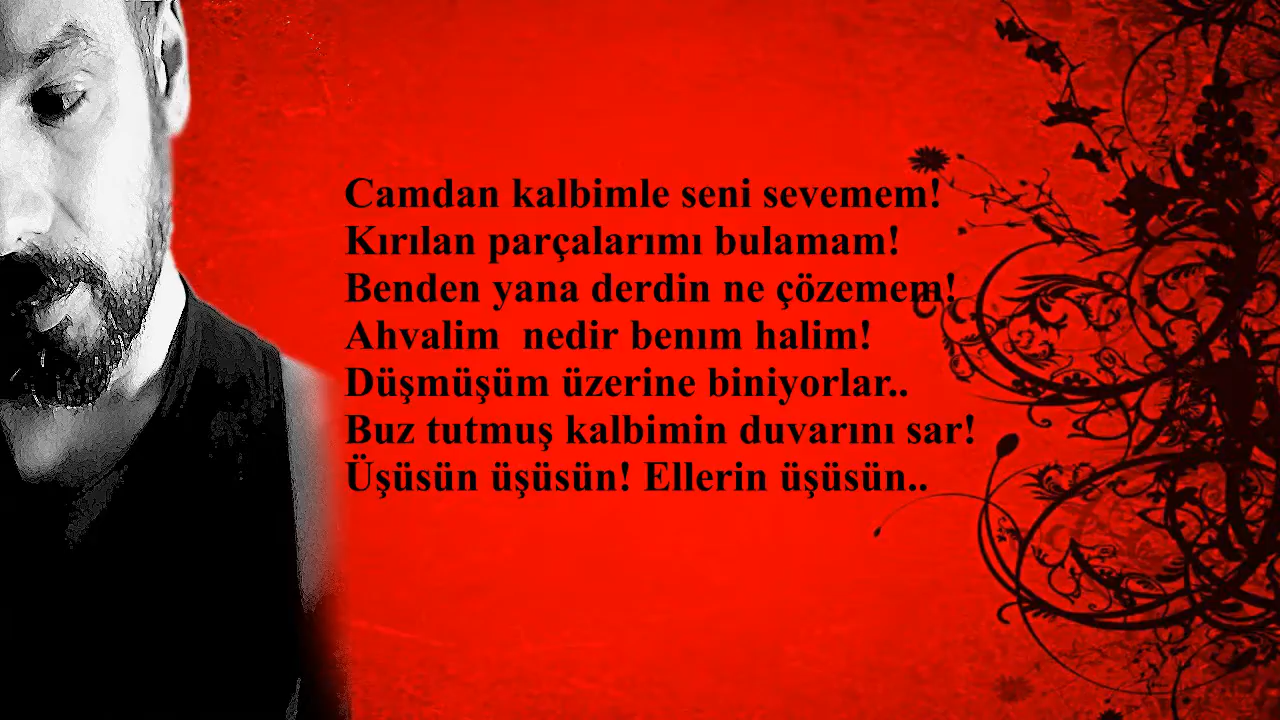 Camdan kalbimle seni sevemem!
Kırılan parçalarımı bulamam!
Benden yana derdin ne çözemem!
Ahvalim  nedir benım halim!
Düşmüşüm üzerine biniyorlar..
Buz tutmuş kalbimin duvarını sar!
Üşüsün üşüsün! Ellerin üşüsün..